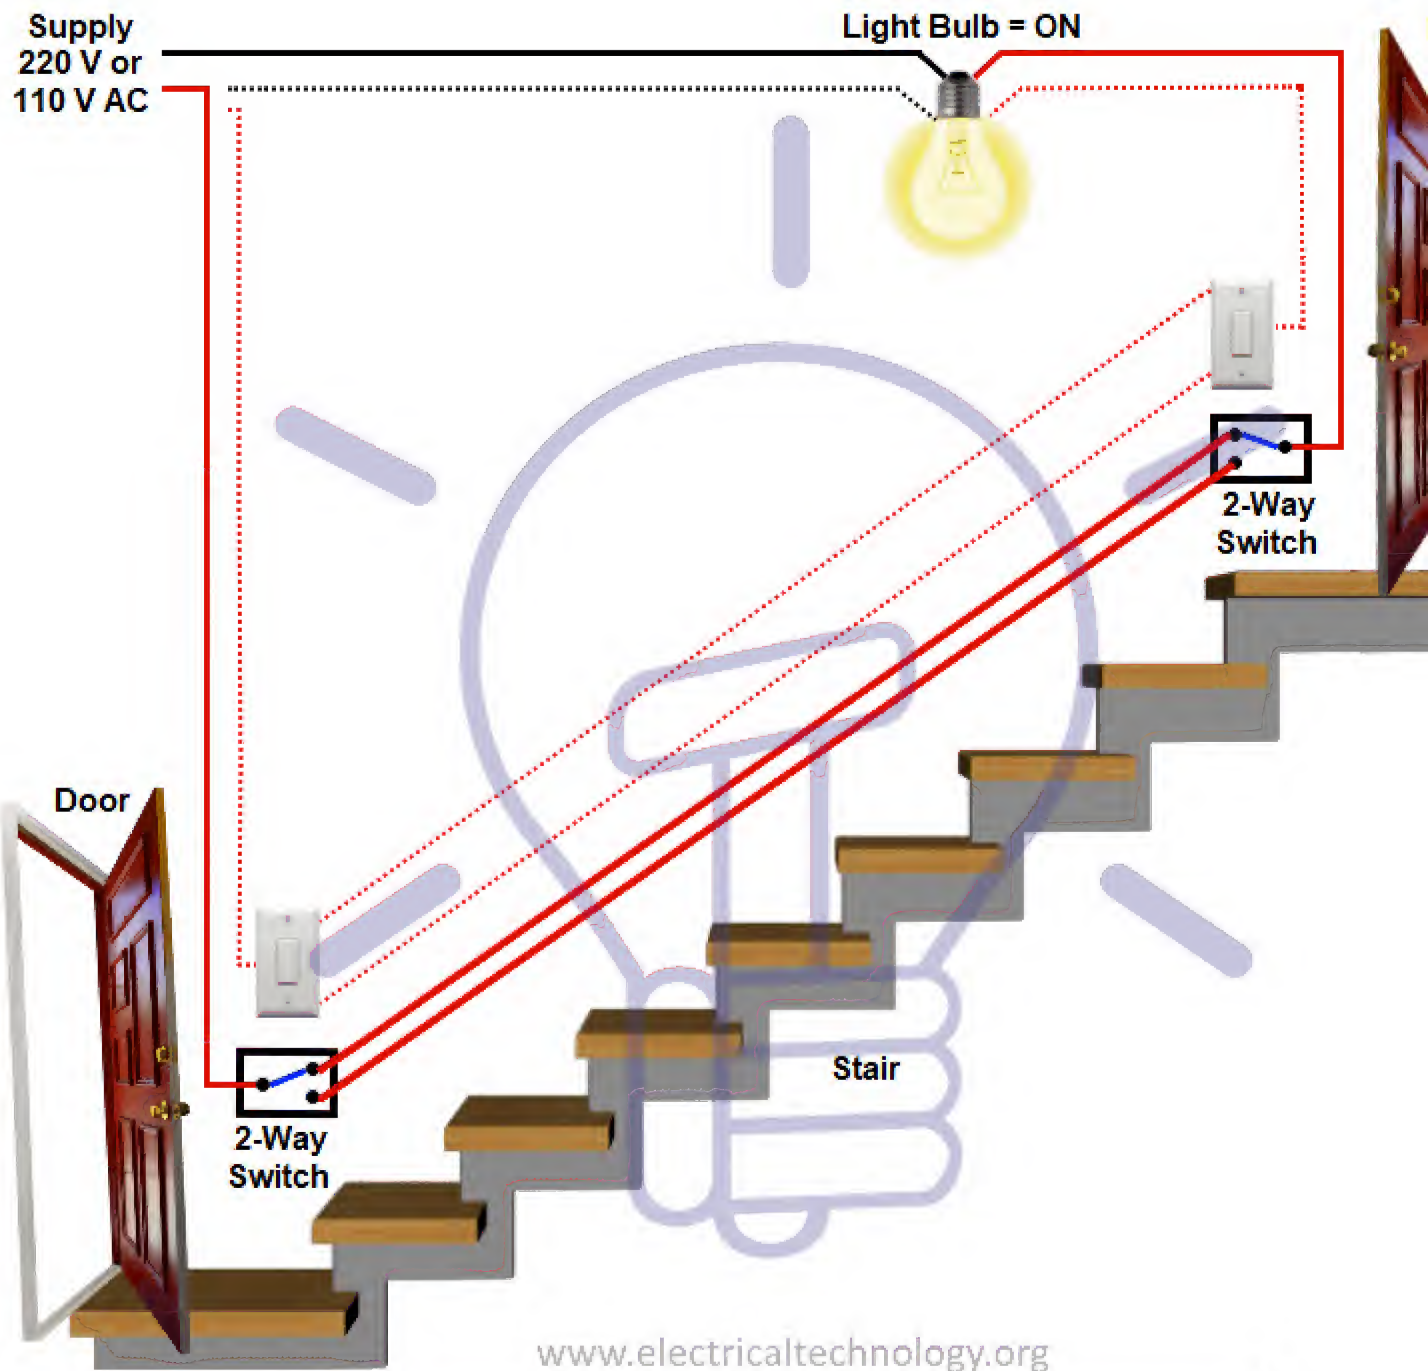 Supply
220 V or
110 V AC
Light Bulb = ON
2-Way
Switch
Door
Stair
2-Way
Switch
www.electricaltechnology.org